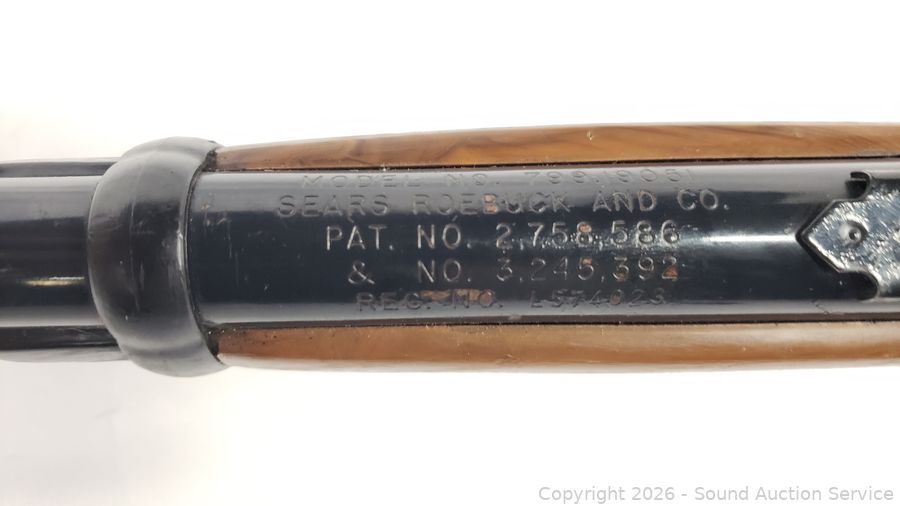 MODEL NO. 799.19051
SEARS ROEBUCK AND CO.
PAT. NO. 2,758,586
& NO. 3,245,392
REG. NO. L574023
Copyright 2026 - Sound Auction Service